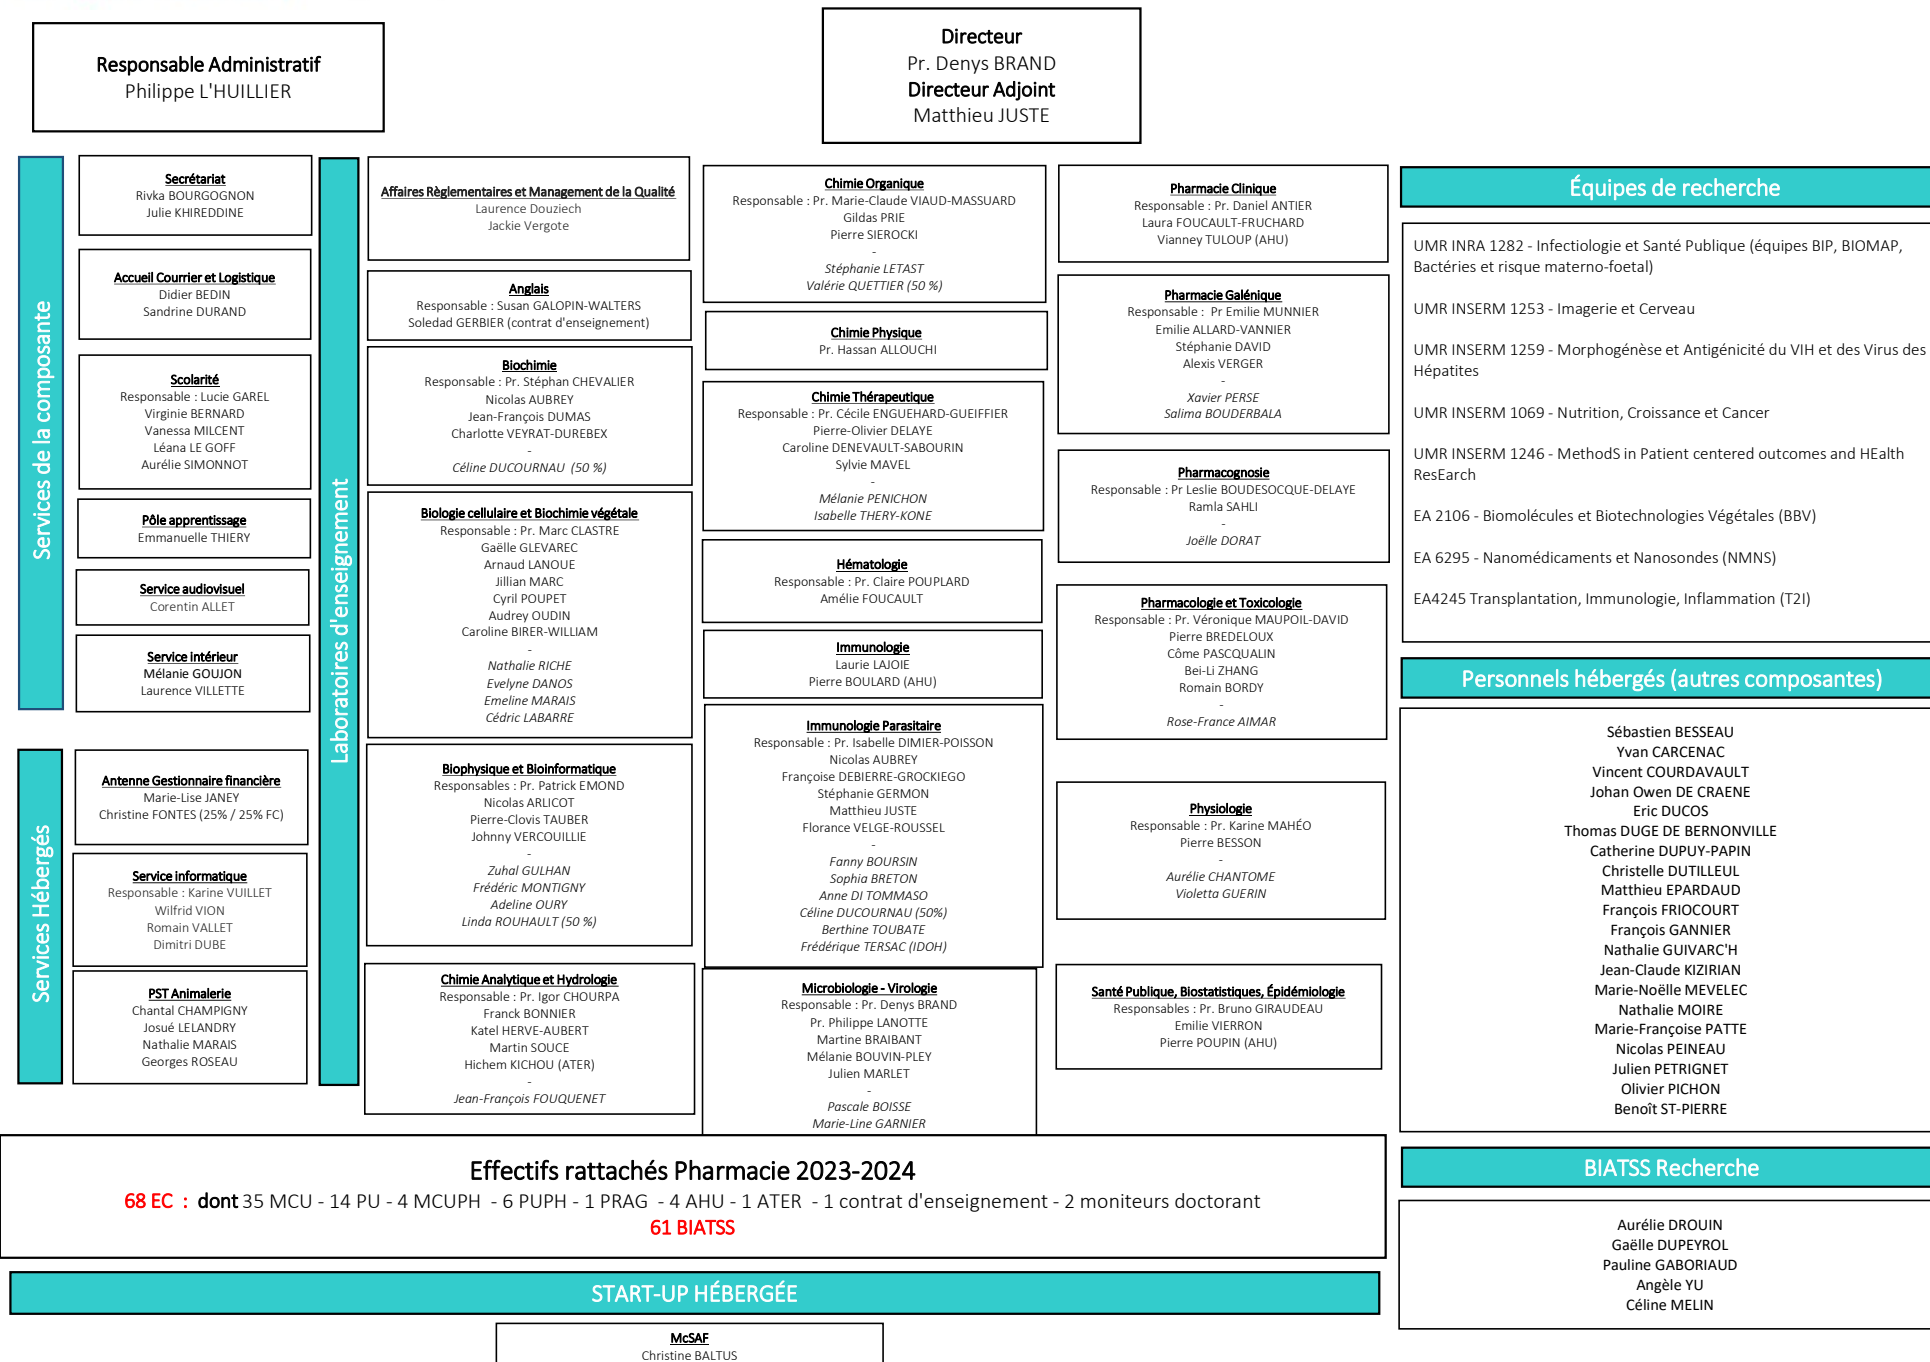 Responsable Administratif
Philippe L'HUILLIER
Directeur
Pr. Denys BRAND
Directeur Adjoint
Matthieu JUSTE
Services de la composante
Secrétariat
Rivka BOURGOGNON
Julie KHIREDDINE
Accueil Courrier et Logistique
Didier BEDIN
Sandrine DURAND
Scolarité
Responsable : Lucie GAREL
Virginie BERNARD
Vanessa MILCENT
Léana LE GOFF
Aurélie SIMONNOT
Pôle apprentissage
Emmanuelle THIERY
Service audiovisuel
Corentin ALLET
Service intérieur
Mélanie GOUJON
Laurence VILLETTE
Services Hébergés
Antenne Gestionnaire financière
Marie-Lise JANEY
Christine FONTES (25% / 25% FC)
Service informatique
Responsable : Karine VUILLET
Wilfrid VION
Romain VALLET
Dimitri DUBE
PST Animalerie
Chantal CHAMPIGNY
Josué LELANDRY
Nathalie MARAIS
Georges ROSEAU
Laboratoires d'enseignement
Affaires Règlementaires et Management de la Qualité
Laurence Douziech
Jackie Vergote
Anglais
Responsable : Susan GALOPIN-WALTERS
Soledad GERBIER (contrat d'enseignement)
Biochimie
Responsable : Pr. Stéphan CHEVALIER
Nicolas AUBREY
Jean-François DUMAS
Charlotte VEYRAT-DUREBEX
-
Céline DUCOURNAU (50 %)
Biologie cellulaire et Biochimie végétale
Responsable : Pr. Marc CLASTRE
Gaëlle GLEVAREC
Arnaud LANOUE
Jillian MARC
Cyril POUPET
Audrey OUDIN
Caroline BIRER-WILLIAM
-
Nathalie RICHE
Evelyne DANOS
Emeline MARAIS
Cédric LABARRE
Biophysique et Bioinformatique
Responsables : Pr. Patrick EMOND
Nicolas ARLICOT
Pierre-Clovis TAUBER
Johnny VERCOUILLIE
-
Zuhal GULHAN
Frédéric MONTIGNY
Adeline OURY
Linda ROUHAULT (50 %)
Chimie Analytique et Hydrologie
Responsable : Pr. Igor CHOURPA
Franck BONNIER
Katel HERVE-AUBERT
Martin SOUCE
Hichem KICHOU (ATER)
-
Jean-François FOUQUENET
Chimie Organique
Responsable : Pr. Marie-Claude VIAUD-MASSUARD
Gildas PRIE
Pierre SIEROCKI
-
Stéphanie LETAST
Valérie QUETTIER (50 %)
Chimie Physique
Pr. Hassan ALLOUCHI
Chimie Thérapeutique
Responsable : Pr. Cécile ENGUEHARD-GUEIFFIER
Pierre-Olivier DELAYE
Caroline DENEVAULT-SABOURIN
Sylvie MAVEL
-
Mélanie PENICHON
Isabelle THERY-KONE
Hématologie
Responsable : Pr. Claire POUPLARD
Amélie FOUCAULT
Immunologie
Laurie LAJOIE
Pierre BOULARD (AHU)
Immunologie Parasitaire
Responsable : Pr. Isabelle DIMIER-POISSON
Nicolas AUBREY
Françoise DEBIERRE-GROCKIEGO
Stéphanie GERMON
Matthieu JUSTE
Florance VELGE-ROUSSEL
-
Fanny BOURSIN
Sophia BRETON
Anne DI TOMMASO
Céline DUCOURNAU (50%)
Berthine TOUBATE
Frédérique TERSAC (IDOH)
Microbiologie - Virologie
Responsable : Pr. Denys BRAND
Pr. Philippe LANOTTE
Martine BRAIBANT
Mélanie BOUVIN-PLEY
Julien MARLET
-
Pascale BOISSE
Marie-Line GARNIER
Pharmacie Clinique
Responsable : Pr. Daniel ANTIER
Laura FOUCAULT-FRUCHARD
Vianney TULOUP (AHU)
Pharmacie Galénique
Responsable : Pr Emilie MUNNIER
Emilie ALLARD-VANNIER
Stéphanie DAVID
Alexis VERGER
-
Xavier PERSE
Salima BOUDERBALA
Pharmacognosie
Responsable : Pr Leslie BOUDESOCQUE-DELAYE
Ramla SAHLI
-
Joëlle DORAT
Pharmacologie et Toxicologie
Responsable : Pr. Véronique MAUPOIL-DAVID
Pierre BREDELOUX
Côme PASCQUALIN
Bei-Li ZHANG
Romain BORDY
-
Rose-France AIMAR
Physiologie
Responsable : Pr. Karine MAHÉO
Pierre BESSON
-
Aurélie CHANTOME
Violetta GUERIN
Santé Publique, Biostatistiques, Épidémiologie
Responsables : Pr. Bruno GIRAUDEAU
Emilie VIERRON
Pierre POUPIN (AHU)
Équipes de recherche
UMR INRA 1282 - Infectiologie et Santé Publique (équipes BIP, BIOMAP,
Bactéries et risque materno-foetal)
UMR INSERM 1253 - Imagerie et Cerveau
UMR INSERM 1259 - Morphogénèse et Antigénicité du VIH et des Virus des
Hépatites
UMR INSERM 1069 - Nutrition, Croissance et Cancer
UMR INSERM 1246 - MethodS in Patient centered outcomes and HEalth
ResEarch
EA 2106 - Biomolécules et Biotechnologies Végétales (BBV)
EA 6295 - Nanomédicaments et Nanosondes (NMNS)
EA4245 Transplantation, Immunologie, Inflammation (T2I)
Personnels hébergés (autres composantes)
Sébastien BESSEAU
Yvan CARCENAC
Vincent COURDAVAULT
Johan Owen DE CRAENE
Eric DUCOS
Thomas DUGE DE BERNONVILLE
Catherine DUPUY-PAPIN
Christelle DUTILLEUL
Matthieu EPARDAUD
François FRIOCOURT
François GANNIER
Nathalie GUIVARC'H
Jean-Claude KIZIRIAN
Marie-Noëlle MEVELEC
Nathalie MOIRE
Marie-Françoise PATTE
Nicolas PEINEAU
Julien PETRIGNET
Olivier PICHON
Benoît ST-PIERRE
BIATSS Recherche
Aurélie DROUIN
Gaëlle DUPEYROL
Pauline GABORIAUD
Angèle YU
Céline MELIN
Effectifs rattachés Pharmacie 2023-2024
68 EC : dont 35 MCU - 14 PU - 4 MCUPH - 6 PUPH - 1 PRAG - 4 AHU - 1 ATER - 1 contrat d'enseignement - 2 moniteurs doctorant
61 BIATSS
START-UP HÉBERGÉE
McSAF
Christine BALTUS